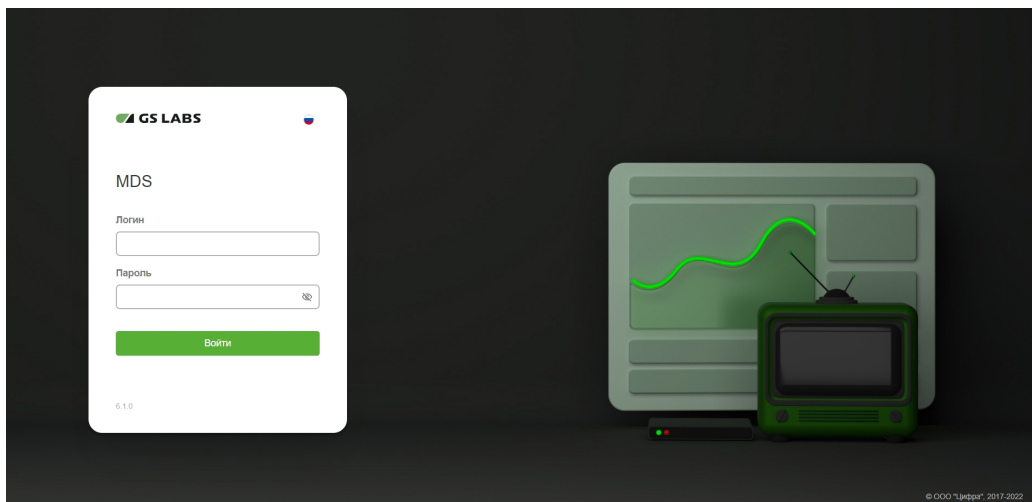 GS LABS
MDS
Логин
Пароль
Войти
6.1.0
© ООО "Цифра", 2017-2022